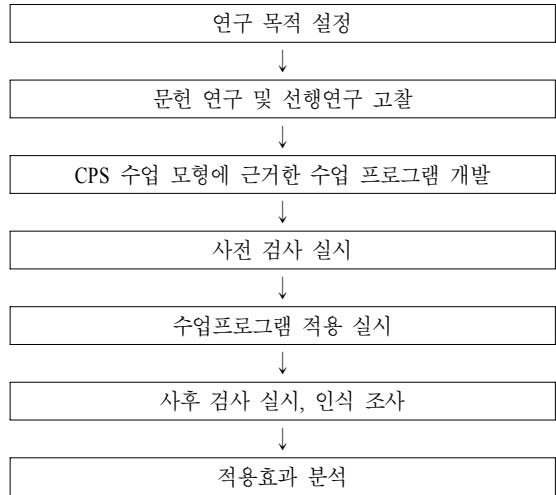 연구 목적 설정
↓
문헌 연구 및 선행연구 고찰
↓
CPS 수업 모형에 근거한 수업 프로그램 개발
↓
사전 검사 실시
↓
수업프로그램 적용 실시
↓
사후 검사 실시, 인식 조사
↓
적용효과 분석